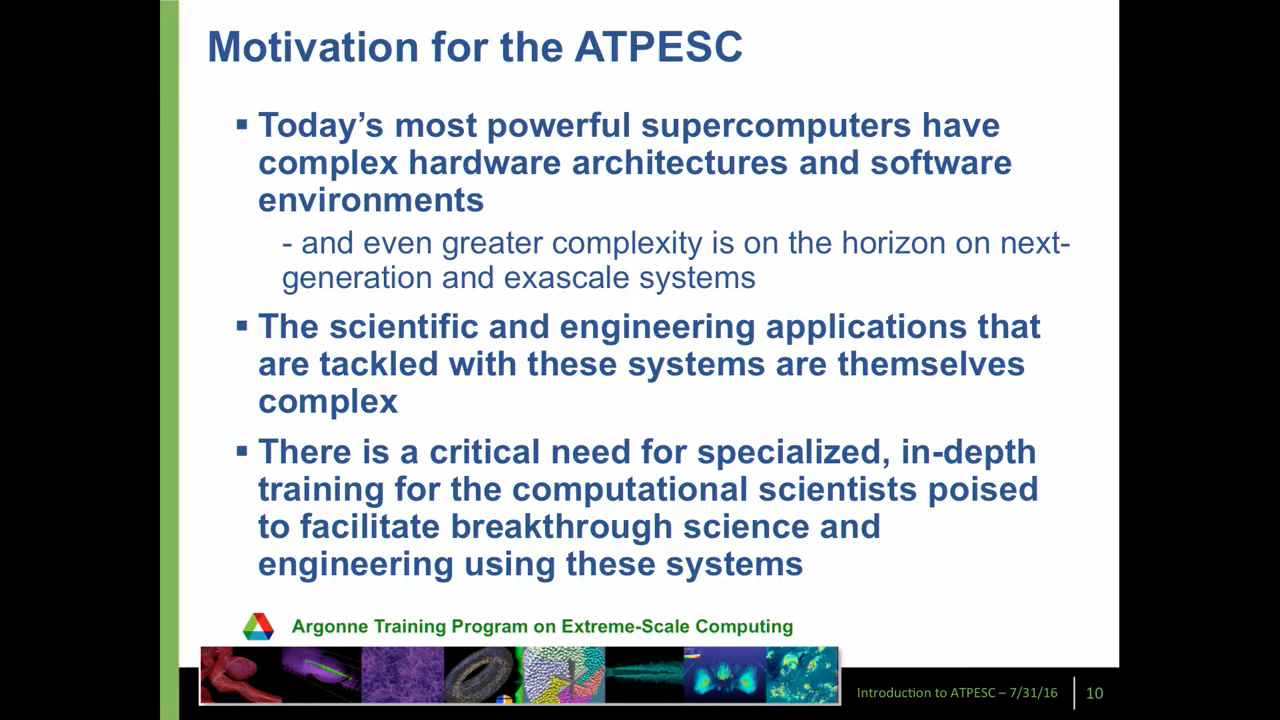 Motivation for the ATPESC
▪ Today’s most powerful supercomputers have
complex hardware architectures and software
environments
- and even greater complexity is on the horizon on next-
generation and exascale systems
▪ The scientific and engineering applications that
are tackled with these systems are themselves
complex
▪ There is a critical need for specialized, in-depth
training for the computational scientists poised
to facilitate breakthrough science and
engineering using these systems
Argonne Training Program on Extreme-Scale Computing
Introduction to ATPESC – 7/31/16
10